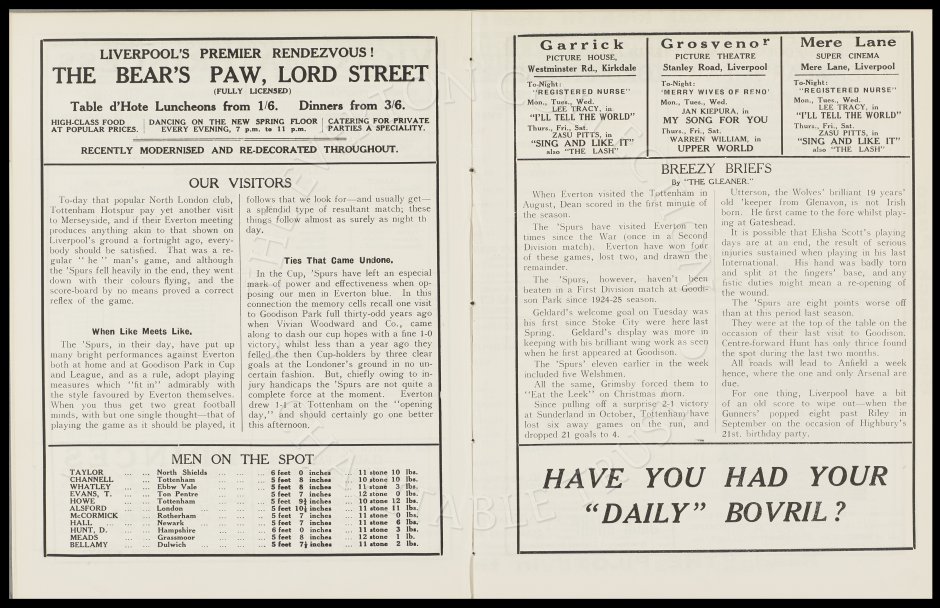 LIVERPOOL'S PREMIER RENDEZVOUS!
THE BEAR'S PAW, LORD STREET
(FULLY LICENSED)
Table d'Hote Luncheons from 1/6. Dinners from 3/6.
HIGH-CLASS FOOD
AT POPULAR PRICES.
DANCING ON THE NEW SPRING FLOOR
EVERY EVENING, 7 p.m. to 11 p.m.
CATERING FOR PRIVATE
PARTIES A SPECIALITY.
RECENTLY MODERNISED AND RE-DECORATED THROUGHOUT.
OUR VISITORS
To-day that popular North London club,
Tottenham Hotspur pay yet another visit
to Merseyside, and if their Everton meeting
produces anything akin to that shown on
Liverpool's ground a fortnight ago, every-
body should be satisfied. That was a re-
gular "he" man's game, and although
the 'Spurs fell heavily in the end, they went
down with their colours flying, and the
score-board by no means proved a correct
reflex of the game.
When Like Meets Like.
The 'Spurs, in their day, have put up
many bright performances against Everton
both at home and at Goodison Park in Cup
and League, and as a rule, adopt playing
measures which "fit in" admirably with
the style favoured by Everton themselves.
When you thus get two great football
minds, with but one single thought—that of
playing the game as it should be played, it
follows that we look for—and usually get—
a splendid type of resultant match; these
things follow almost as surely as night th
day.
Ties That Came Undone.
In the Cup, 'Spurs have left an especial
mark of power and effectiveness when op-
posing our men in Everton blue. In this
connection the memory cells recall one visit
to Goodison Park full thirty-odd years ago
when Vivian Woodward and Co., came
along to dash our cup hopes with a fine 1-0
victory, whilst less than a year ago they
felled the then Cup-holders by three clear
goals at the Londoner's ground in no un-
certain fashion. But, chiefly owing to in-
jury handicaps the 'Spurs are not quite a
complete force at the moment. Everton
drew 1-1 at Tottenham on the "opening
day," and should certainly go one better
this afternoon.
MEN ON THE SPOT
TAYLOR ... ... North Shields ... ... 6 feet 0 inches ... 11 stone 10 lbs.
CHANNELL ... ... Tottenham ... ... 5 feet 8 inches ... 10 stone 10 lbs.
WHATLEY ... ... Ebbw Vale ... ... 5 feet 8 inches ... 11 stone 3 lbs.
EVANS, T. ... ... Ton Pentre ... ... 5 feet 7 inches ... 12 stone 0 lbs.
HOWE ... ... Tottenham ... ... 5 feet 9¾ inches ... 10 stone 12 lbs.
ALSFORD ... ... London ... ... 5 feet 10½ inches ... 11 stone 11 lbs.
McCORMICK ... ... Rotherham ... ... 5 feet 7 inches ... 11 stone 0 lbs.
HALL ... ... Newark ... ... 5 feet 7 inches ... 11 stone 6 lbs.
HUNT, D. ... ... Hampshire ... ... 6 feet 0 inches ... 11 stone 3 lbs.
MEADS ... ... Grassmoor ... ... 5 feet 8 inches ... 12 stone 1 lb.
BELLAMY ... ... Dulwich ... ... 5 feet 7½ inches ... 11 stone 2 lbs.
Garrick
PICTURE HOUSE,
Westminster Rd., Kirkdale
To-Night:
"REGISTERED NURSE"
Mon., Tues., Wed.
LEE TRACY, in
"I'LL TELL THE WORLD"
Thurs., Fri., Sat.
ZASU PITTS, in
"SING AND LIKE IT"
also "THE LASH"
Grosvenor
PICTURE THEATRE
Stanley Road, Liverpool
To-Night:
'MERRY WIVES OF RENO'
Mon., Tues., Wed.
JAN KIEPURA, in
MY SONG FOR YOU
Thurs., Fri., Sat.
WARREN WILLIAM, in
UPPER WORLD
Mere Lane
SUPER CINEMA
Mere Lane, Liverpool
To-Night:
"REGISTERED NURSE"
Mon., Tues., Wed.
LEE TRACY, in
"I'LL TELL THE WORLD"
Thurs., Fri., Sat.
ZASU PITTS, in
"SING AND LIKE IT"
also "THE LASH"
BREEZY BRIEFS
By "THE GLEANER."
When Everton visited the Tottenham in
August, Dean scored in the first minute of
the season.
The 'Spurs have visited Everton ten
times since the War (once in a Second
Division match). Everton have won four
of these games, lost two, and drawn the
remainder.
The 'Spurs, however, haven't been
beaten in a First Division match at Goodi-
son Park since 1924-25 season.
Geldard's welcome goal on Tuesday was
his first since Stoke City were here last
Spring. Geldard's display was more in
keeping with his brilliant wing work as seen
when he first appeared at Goodison.
The 'Spurs' eleven earlier in the week
included five Welshmen.
All the same, Grimsby forced them to
"Eat the Leek" on Christmas morn.
Since pulling off a surprise 2-1 victory
at Sunderland in October, Tottenham have
lost six away games on the run, and
dropped 21 goals to 4.
Utterson, the Wolves' brilliant 19 years'
old 'keeper from Glenavon, is not Irish
born. He first came to the fore whilst play-
ing at Gateshead.
It is possible that Elisha Scott's playing
days are at an end, the result of serious
injuries sustained when playing in his last
International. His hand was badly torn
and split at the fingers' base, and any
fistic duties might mean a re-opening of
the wound.
The 'Spurs are eight points worse off
than at this period last season.
They were at the top of the table on the
occasion of their last visit to Goodison.
Centre-forward Hunt has only thrice found
the spot during the last two months.
All roads will lead to Anfield a week
hence, where the one and only Arsenal are
due.
For one thing, Liverpool have a bit
of an old score to wipe out—when the
Gunners' popped eight past Riley in
September on the occasion of Highbury's
21st. birthday party.
HAVE YOU HAD YOUR
"DAILY" BOVRIL?